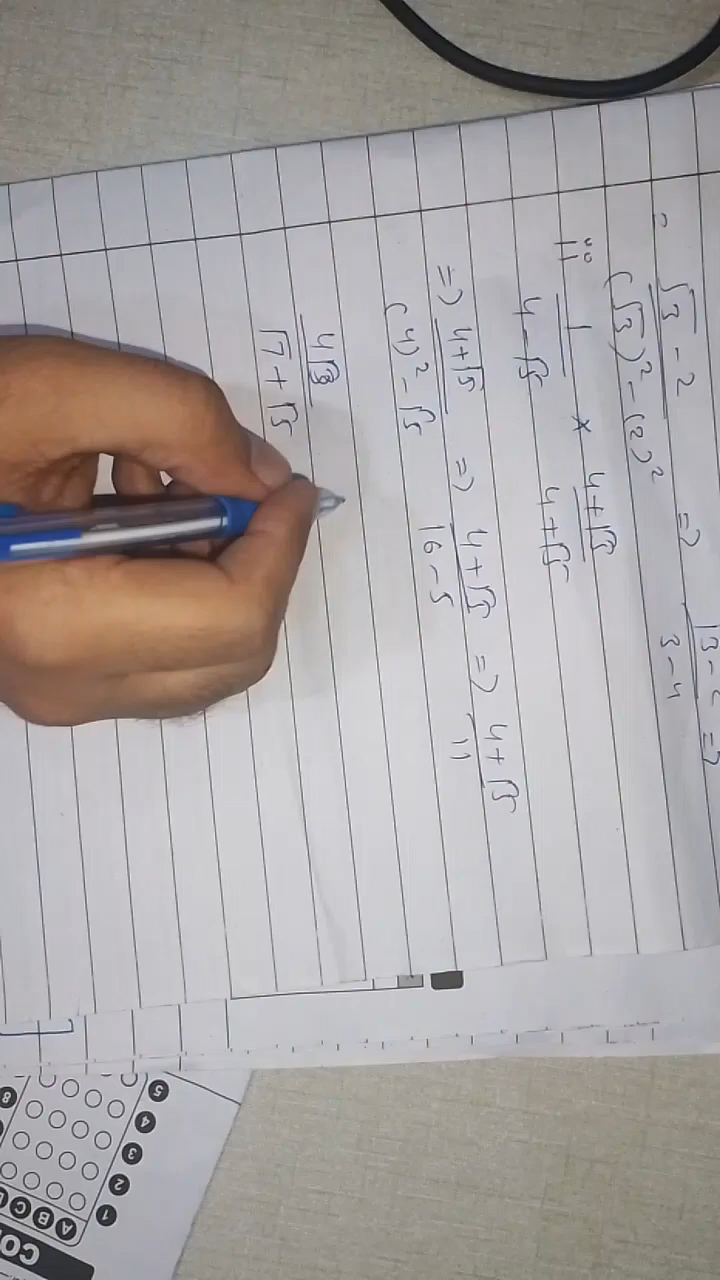 √3 - 2 / (√3)² - (2)² => √3 - 2 / 3 - 4 =>
ii 1 / 4 - √5 × 4 + √5 / 4 + √5
=> 4 + √5 / (4)² - √5 => 4 + √5 / 16 - 5 => 4 + √5 / 11
4√3 / √7 + √5
CO
A B C
1
2
3
4
5
8